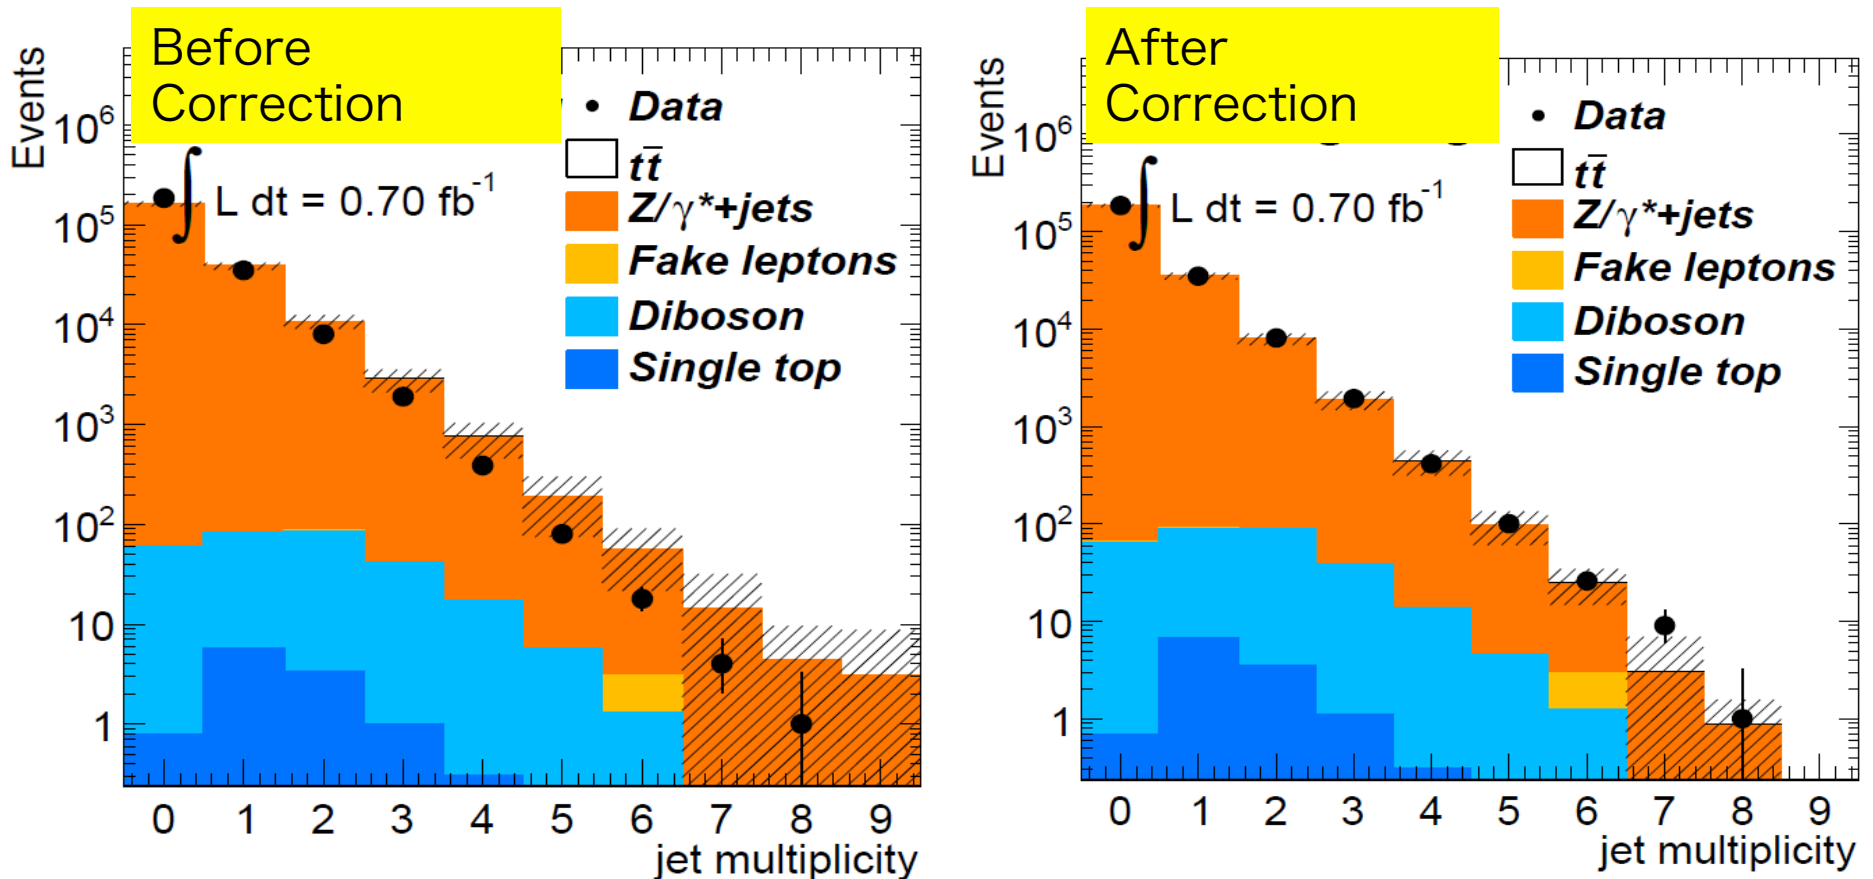 Before
Correction
Events
10⁶
10⁵
10⁴
10³
10²
10
1
∫ L dt = 0.70 fb⁻¹
Data
tt̄
Z/γ*+jets
Fake leptons
Diboson
Single top
0 1 2 3 4 5 6 7 8 9
jet multiplicity
After
Correction
Events
10⁶
10⁵
10⁴
10³
10²
10
1
∫ L dt = 0.70 fb⁻¹
Data
tt̄
Z/γ*+jets
Fake leptons
Diboson
Single top
0 1 2 3 4 5 6 7 8 9
jet multiplicity